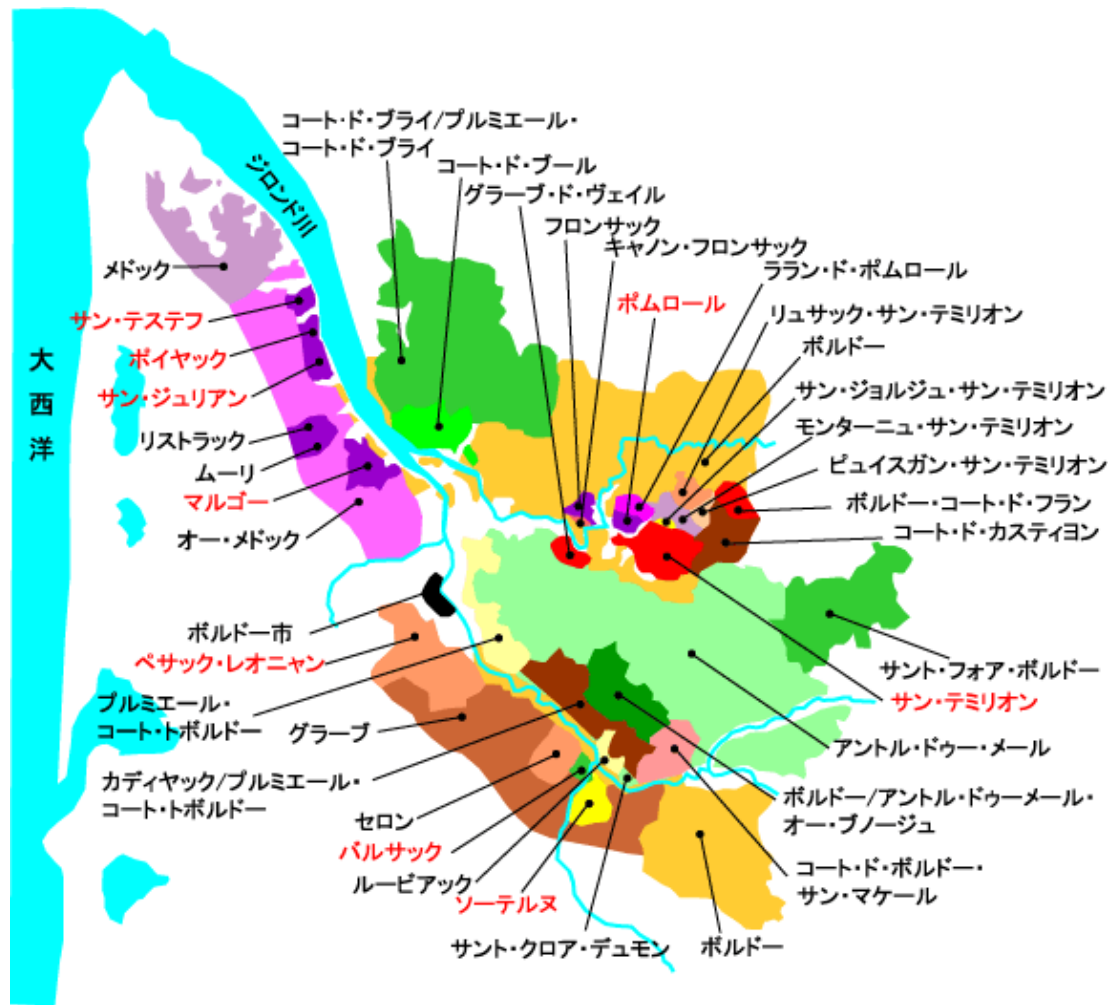 コート・ド・ブライ/プルミエール・
コート・ド・ブライ
コート・ド・ブール
グラーブ・ド・ヴェイル
フロンサック
キャノン・フロンサック
ララン・ド・ポムロール
ポムロール
リュサック・サン・テミリオン
ボルドー
サン・ジョルジュ・サン・テミリオン
モンターニュ・サン・テミリオン
ピュイスガン・サン・テミリオン
ボルドー・コート・ド・フラン
コート・ド・カスティヨン
ジロンド川
大西洋
メドック
サン・テステフ
ポイヤック
サン・ジュリアン
リストラック
ムーリ
マルゴー
オー・メドック
ボルドー市
ペサック・レオニャン
プルミエール・
コート・トボルドー
グラーブ
カディヤック/プルミエール・
コート・トボルドー
セロン
バルサック
ルーピアック
ソーテルヌ
サント・クロア・デュモン
ボルドー
サント・フォア・ボルドー
サン・テミリオン
アントル・ドゥー・メール
ボルドー/アントル・ドゥーメール・
オー・ブノージュ
コート・ド・ボルドー・
サン・マケール